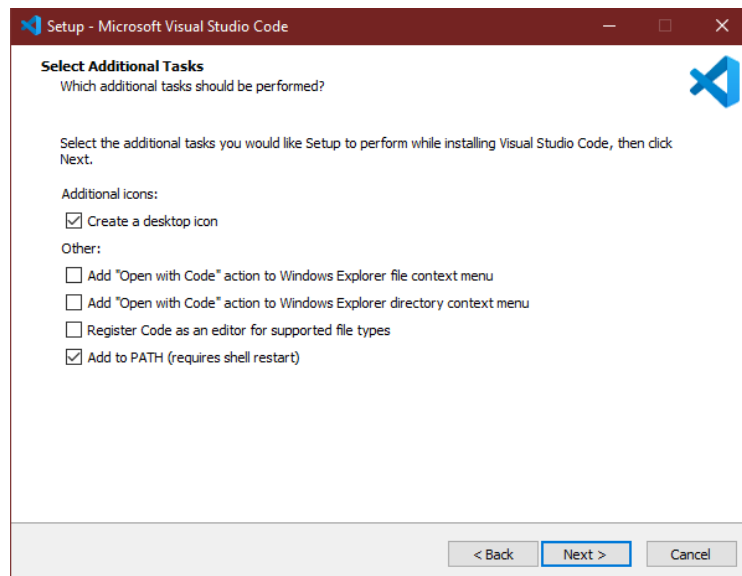 Setup - Microsoft Visual Studio Code
Select Additional Tasks
Which additional tasks should be performed?
Select the additional tasks you would like Setup to perform while installing Visual Studio Code, then click
Next.
Additional icons:
Create a desktop icon
Other:
Add "Open with Code" action to Windows Explorer file context menu
Add "Open with Code" action to Windows Explorer directory context menu
Register Code as an editor for supported file types
Add to PATH (requires shell restart)
< Back Next > Cancel